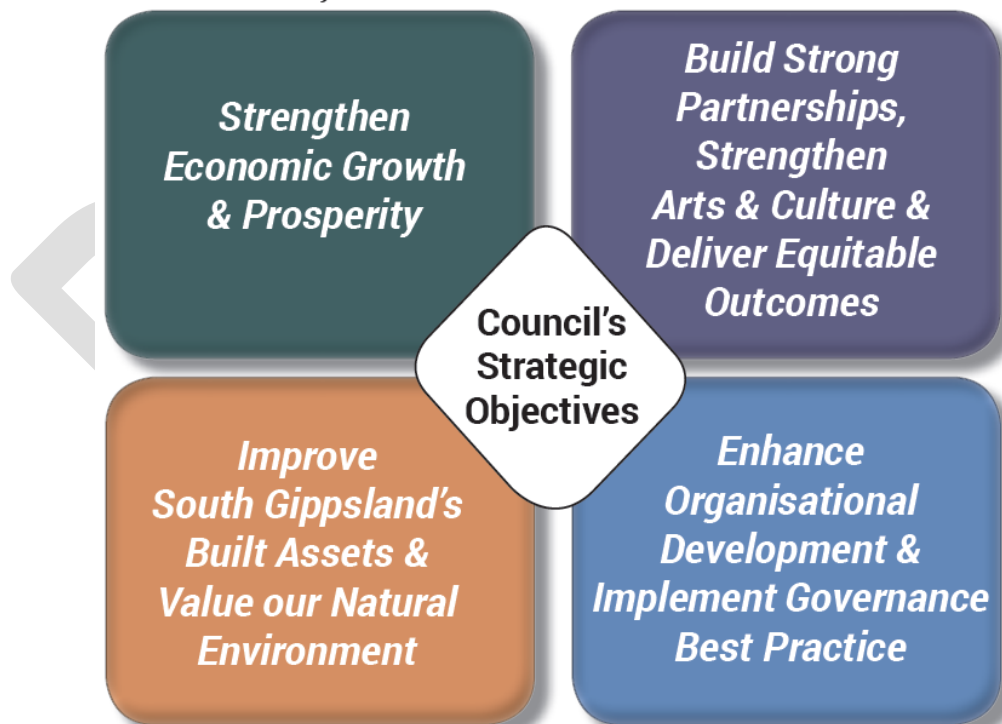 Strengthen
Economic Growth
& Prosperity
Build Strong
Partnerships,
Strengthen
Arts & Culture &
Deliver Equitable
Outcomes
Council's
Strategic
Objectives
Improve
South Gippsland's
Built Assets &
Value our Natural
Environment
Enhance
Organisational
Development &
Implement Governance
Best Practice